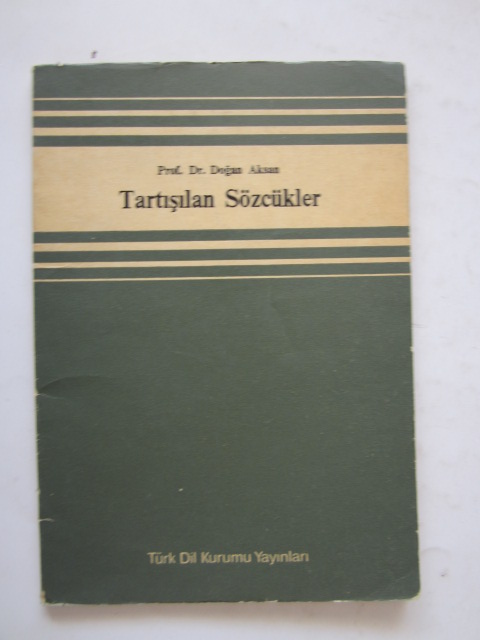 Prof. Dr. Doğan Aksan
Tartışılan Sözcükler
Türk Dil Kurumu Yayınları